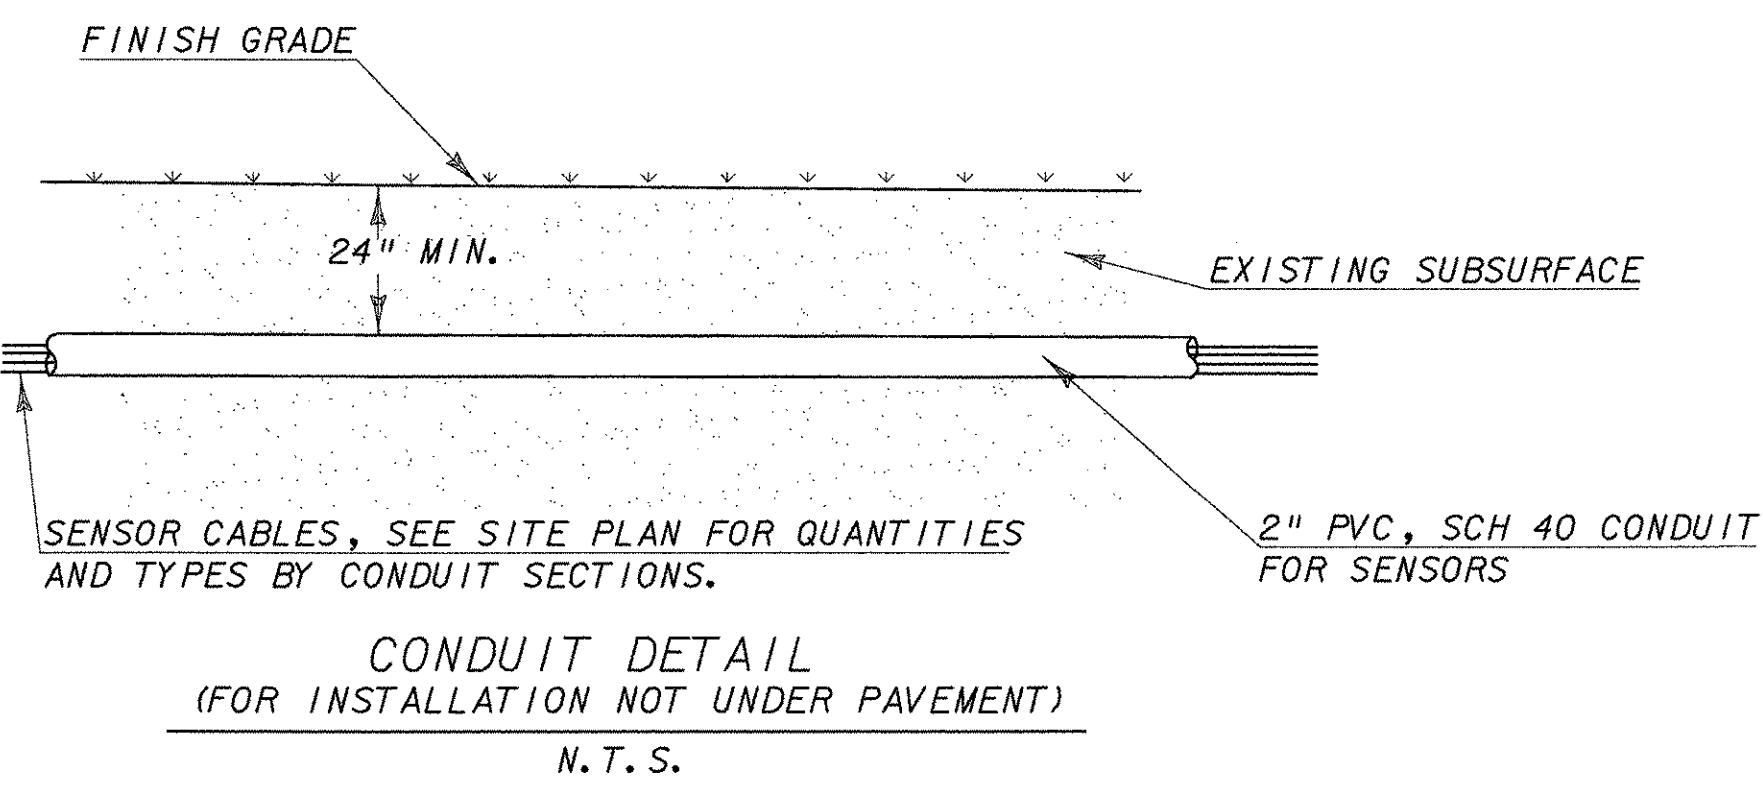 FINISH GRADE
24" MIN.
EXISTING SUBSURFACE
SENSOR CABLES, SEE SITE PLAN FOR QUANTITIES
AND TYPES BY CONDUIT SECTIONS.
2" PVC, SCH 40 CONDUIT
FOR SENSORS
CONDUIT DETAIL
(FOR INSTALLATION NOT UNDER PAVEMENT)
N.T.S.